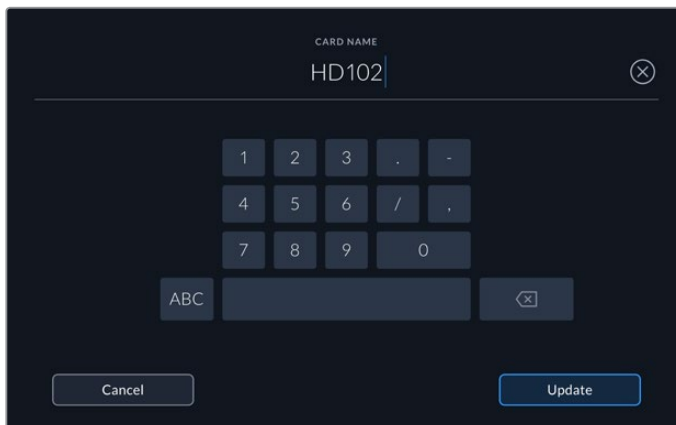 CARD NAME
HD102
1 2 3 . -
4 5 6 / ,
7 8 9 0
ABC
Cancel Update